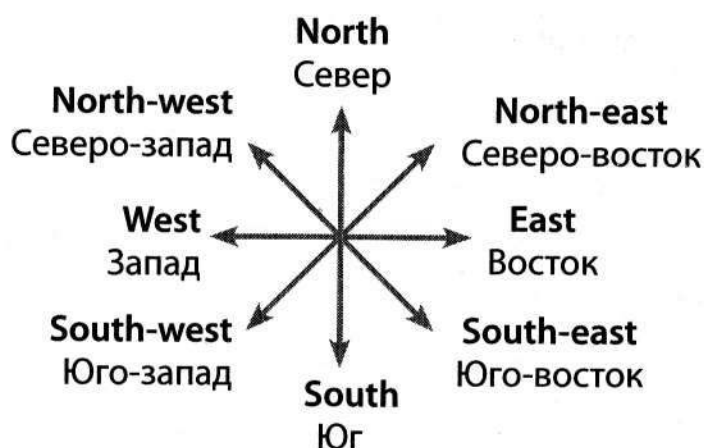 North
Север
North-west
Северо-запад
North-east
Северо-восток
West
Запад
East
Восток
South-west
Юго-запад
South-east
Юго-восток
South
Юг